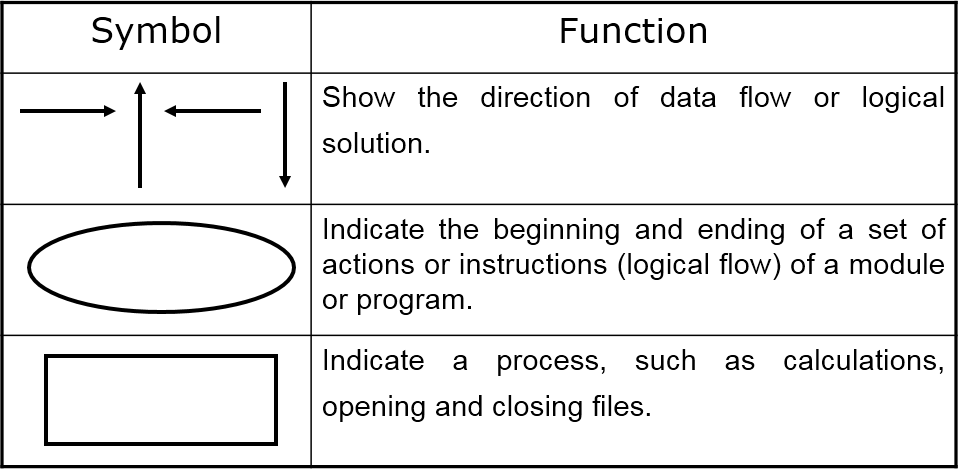 Symbol
Function
Show the direction of data flow or logical
solution.
Indicate the beginning and ending of a set of
actions or instructions (logical flow) of a module
or program.
Indicate a process, such as calculations,
opening and closing files.